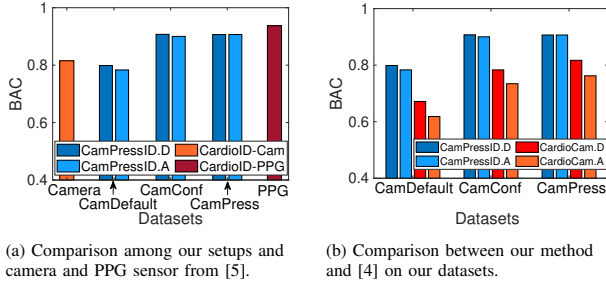 1
0.8
0.6
0.4
BAC
CamPressID.D
CamPressID.A
CardioID-Cam
CardioID-PPG
Camera CamConf PPG
CamDefault CamPress
Datasets
(a) Comparison among our setups and
camera and PPG sensor from [5].
1
0.8
0.6
0.4
BAC
CamPressID.D
CamPressID.A
CardioCam.D
CardioCam.A
CamDefault CamConf CamPress
Datasets
(b) Comparison between our method
and [4] on our datasets.